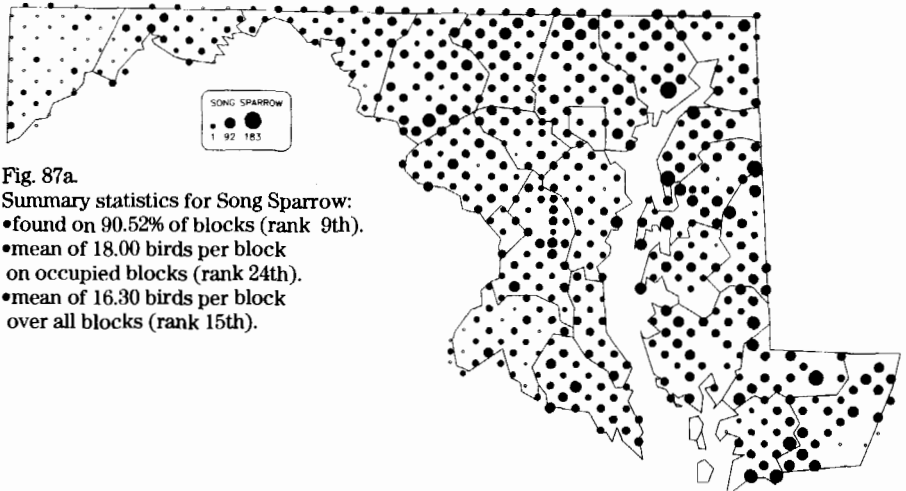 SONG SPARROW
1 92 183
Fig. 87a.
Summary statistics for Song Sparrow:
•found on 90.52% of blocks (rank 9th).
•mean of 18.00 birds per block
on occupied blocks (rank 24th).
•mean of 16.30 birds per block
over all blocks (rank 15th).